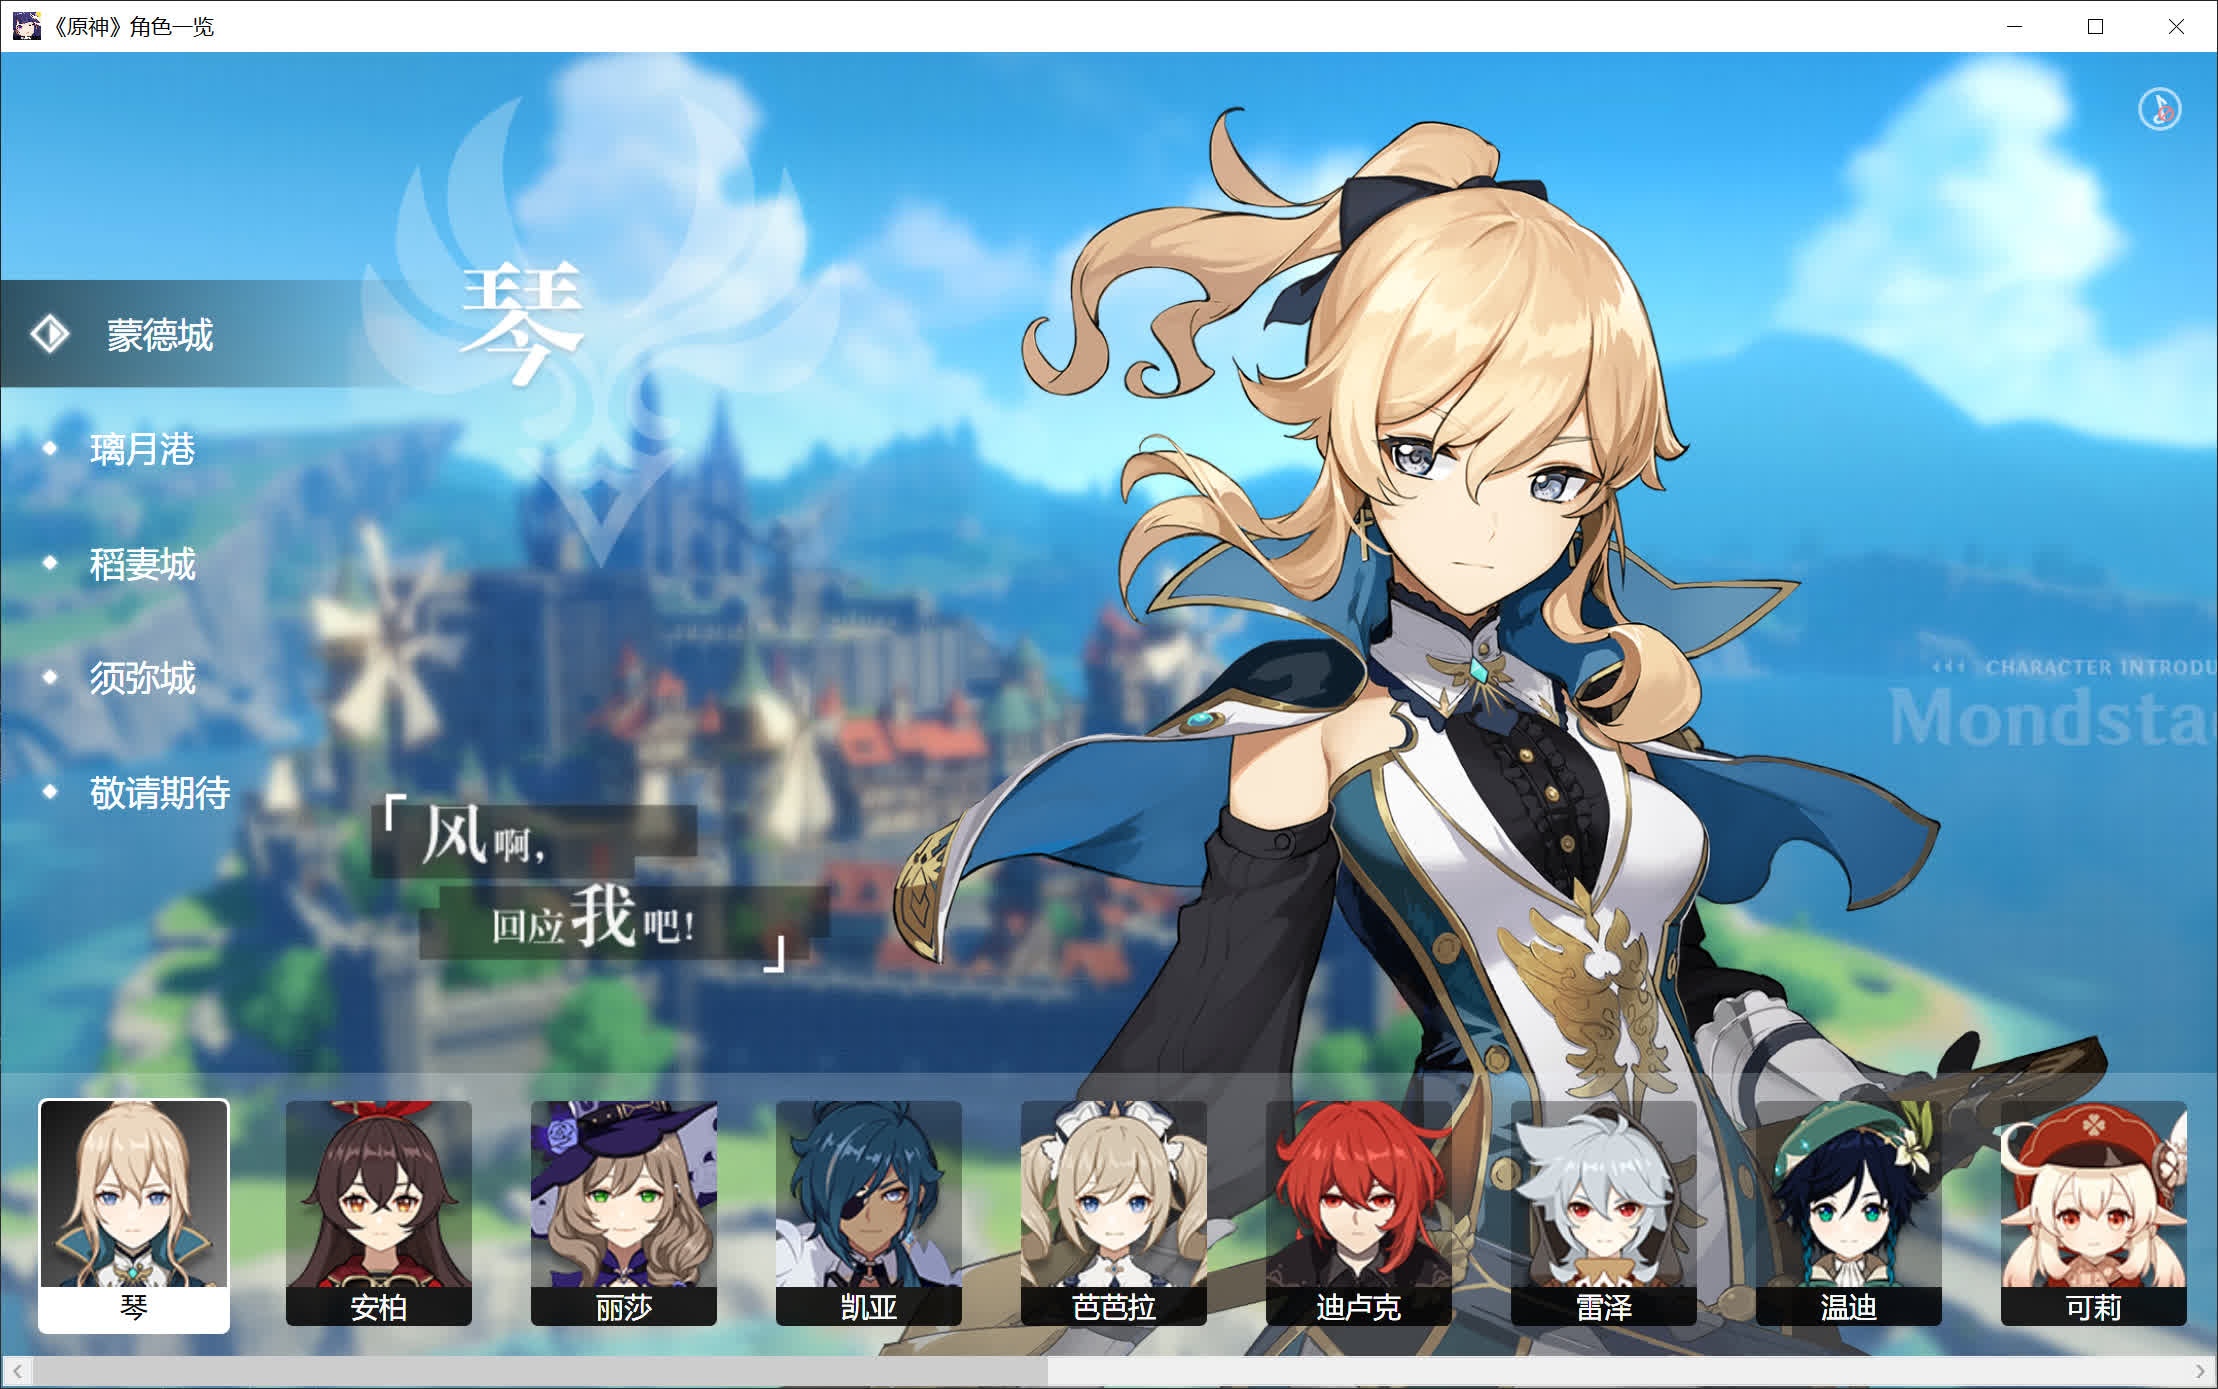 《原神》角色一览
琴
蒙德城
璃月港
稻妻城
须弥城
敬请期待
「风啊,
回应我吧!」
CHARACTER INTRODU
Mondsta
琴
安柏
丽莎
凯亚
芭芭拉
迪卢克
雷泽
温迪
可莉